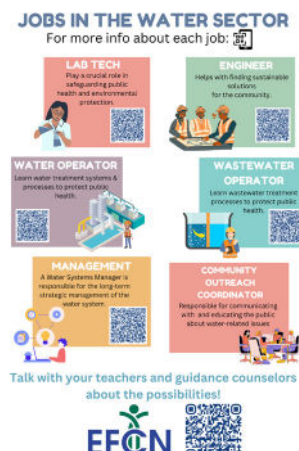 JOBS IN THE WATER SECTOR
For more info about each job:
LAB TECH
Play a crucial role in
safeguarding public
health and environmental
protection.
ENGINEER
Helps with finding sustainable
solutions
for the community.
WATER OPERATOR
Learn water treatment systems &
processes to protect public
health.
WASTEWATER
OPERATOR
Learn wastewater treatment
processes to protect public
health.
MANAGEMENT
A Water Systems Manager is
responsible for the long-term
strategic management of the
water system.
COMMUNITY
OUTREACH
COORDINATOR
Responsible for communicating
with and educating the public
about water-related issues
Talk with your teachers and guidance counselors
about the possibilities!
EFCN